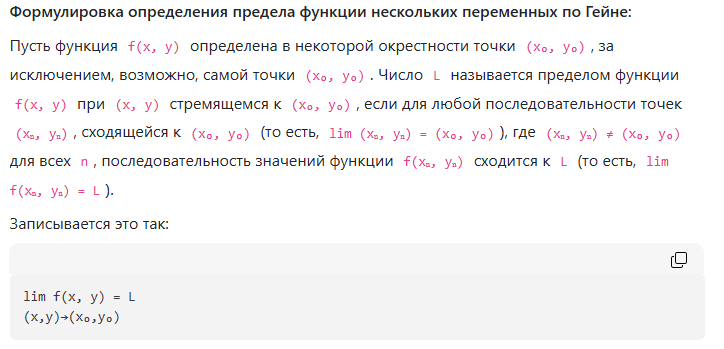 Формулировка определения предела функции нескольких переменных по Гейне:
Пусть функция f(x, y) определена в некоторой окрестности точки (x₀, y₀), за
исключением, возможно, самой точки (x₀, y₀). Число L называется пределом функции
f(x, y) при (x, y) стремящемся к (x₀, y₀), если для любой последовательности точек
(xₙ, yₙ), сходящейся к (x₀, y₀) (то есть, lim (xₙ, yₙ) = (x₀, y₀)), где (xₙ, yₙ) ≠ (x₀, y₀)
для всех n, последовательность значений функции f(xₙ, yₙ) сходится к L (то есть, lim
f(xₙ, yₙ) = L).
Записывается это так:
lim f(x, y) = L
(x,y)→(x₀,y₀)